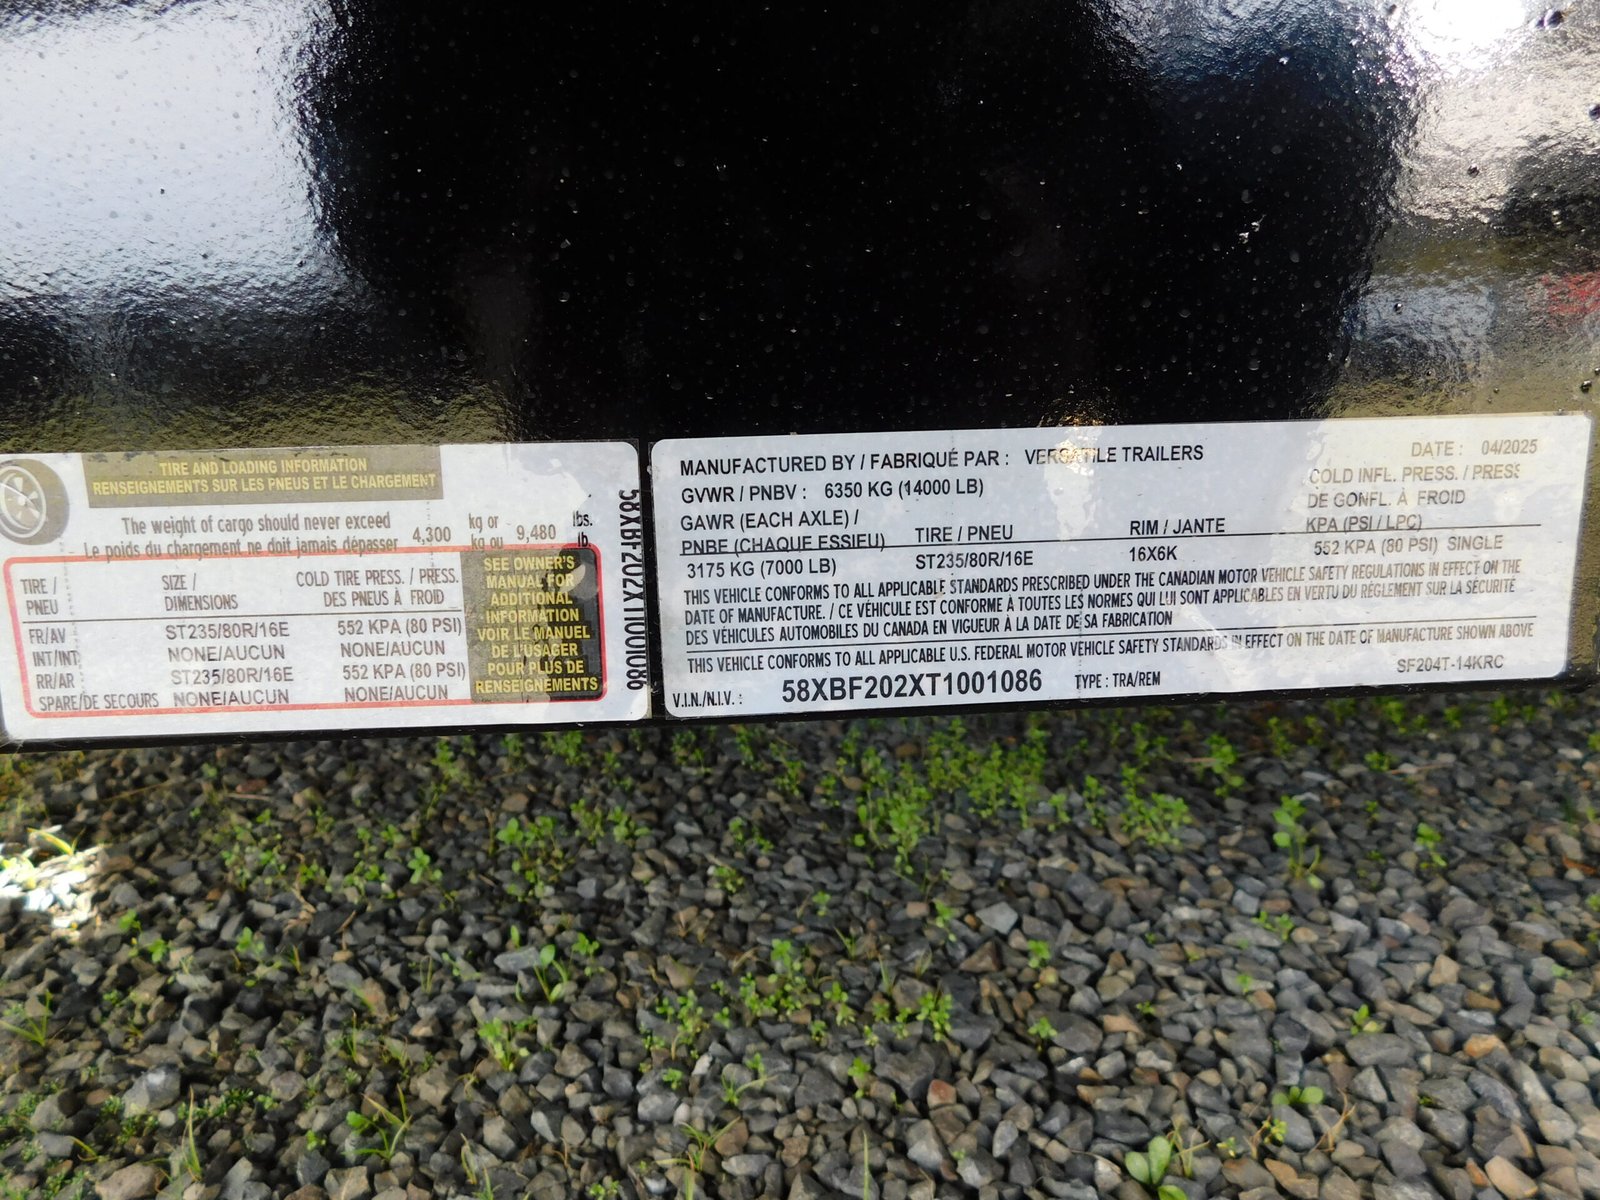 TIRE AND LOADING INFORMATION
RENSEIGNEMENTS SUR LES PNEUS ET LE CHARGEMENT
The weight of cargo should never exceed
Le poids du chargement ne doit jamais dépasser
4,300 kg or kg ou 9,480 lbs. lb.
TIRE / PNEU SIZE / DIMENSIONS COLD TIRE PRESS. / PRESS. DES PNEUS À FROID
FR/AV ST235/80R/16E 552 KPA (80 PSI)
INT/INT NONE/AUCUN NONE/AUCUN
RR/AR ST235/80R/16E 552 KPA (80 PSI)
SPARE/DE SECOURS NONE/AUCUN NONE/AUCUN
SEE OWNER'S
MANUAL FOR
ADDITIONAL
INFORMATION
VOIR LE MANUEL
DE L'USAGER
POUR PLUS DE
RENSEIGNEMENTS
58XBF202XT1001086
MANUFACTURED BY / FABRIQUÉ PAR : VERSATILE TRAILERS DATE : 04/2025
GVWR / PNBV : 6350 KG (14000 LB)
GAWR (EACH AXLE) / PNBE (CHAQUE ESSIEU) TIRE / PNEU RIM / JANTE COLD INFL. PRESS. / PRESS DE GONFL. À FROID KPA (PSI / LPC)
3175 KG (7000 LB) ST235/80R/16E 16X6K 552 KPA (80 PSI) SINGLE
THIS VEHICLE CONFORMS TO ALL APPLICABLE STANDARDS PRESCRIBED UNDER THE CANADIAN MOTOR VEHICLE SAFETY REGULATIONS IN EFFECT ON THE
DATE OF MANUFACTURE. / CE VÉHICULE EST CONFORME À TOUTES LES NORMES QUI LUI SONT APPLICABLES EN VERTU DU RÈGLEMENT SUR LA SÉCURITÉ
DES VÉHICULES AUTOMOBILES DU CANADA EN VIGUEUR À LA DATE DE SA FABRICATION
THIS VEHICLE CONFORMS TO ALL APPLICABLE U.S. FEDERAL MOTOR VEHICLE SAFETY STANDARDS IN EFFECT ON THE DATE OF MANUFACTURE SHOWN ABOVE
V.I.N./N.I.V. : 58XBF202XT1001086 TYPE : TRA/REM SF204T-14KRC